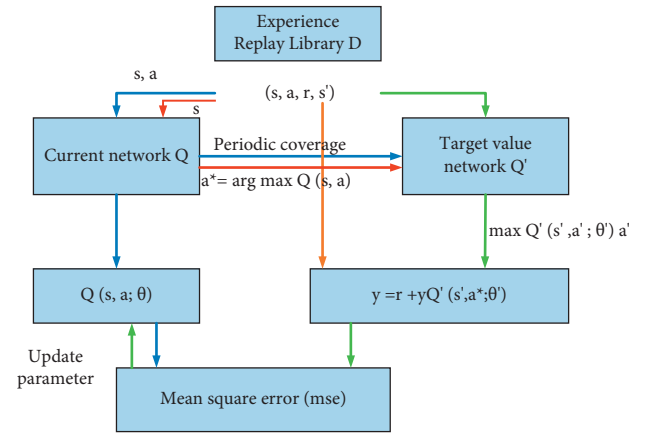 Experience
Replay Library D
s, a
(s, a, r, s')
s
Current network Q
Periodic coverage
a*= arg max Q (s, a)
Target value
network Q'
max Q' (s' ,a' ; θ') a'
Q (s, a; θ)
y =r +yQ' (s',a*;θ')
Update
parameter
Mean square error (mse)